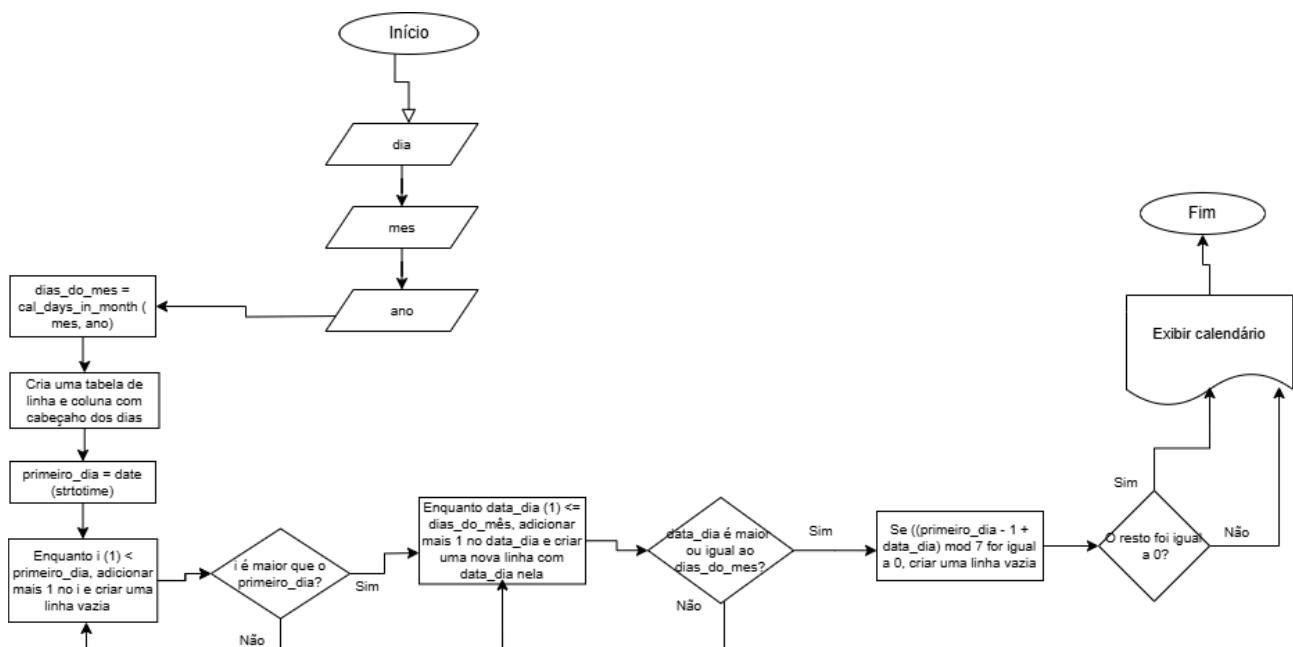 Início
dia
mes
ano
dias_do_mes =
cal_days_in_month (
mes, ano)
Cria uma tabela de
linha e coluna com
cabeçaho dos dias
primeiro_dia = date
(strtotime)
Enquanto i (1) <
primeiro_dia, adicionar
mais 1 no i e criar uma
linha vazia
i é maior que o
primeiro_dia?
Sim
Não
Enquanto data_dia (1) <=
dias_do_mês, adicionar
mais 1 no data_dia e criar
uma nova linha com
data_dia nela
data_dia é maior
ou igual ao
dias_do_mes?
Sim
Não
Se ((primeiro_dia - 1 +
data_dia) mod 7 for igual
a 0, criar uma linha vazia
O resto foi igual
a 0?
Sim
Não
Exibir calendário
Fim